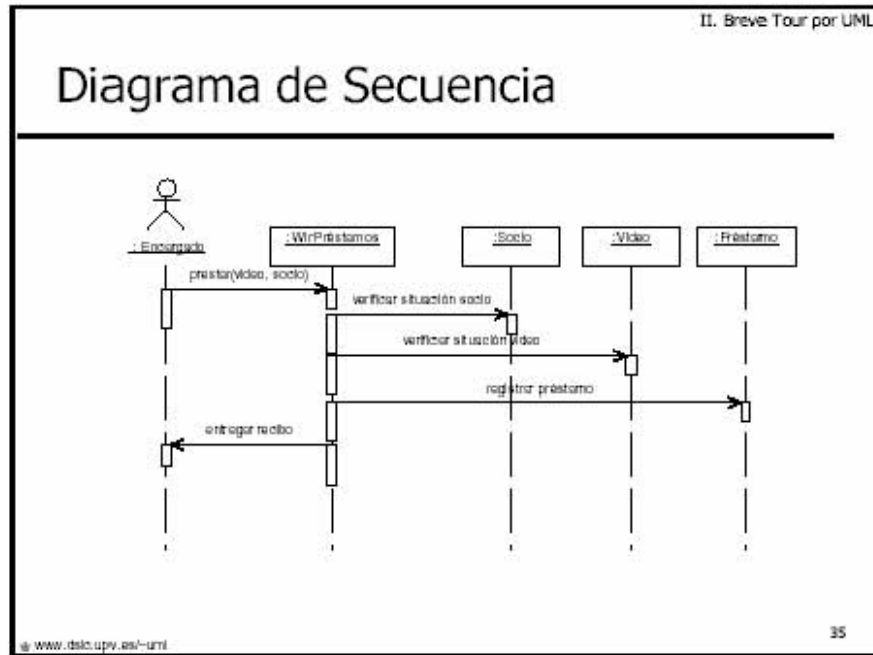 II. Breve Tour por UML
Diagrama de Secuencia
: Encargado
:WinPréstamos
:Socio
:Video
:Préstamo
prestar(video, socio)
verificar situación socio
verificar situación video
registrar préstamo
entregar recibo
www.dsic.upv.es/~uml
35